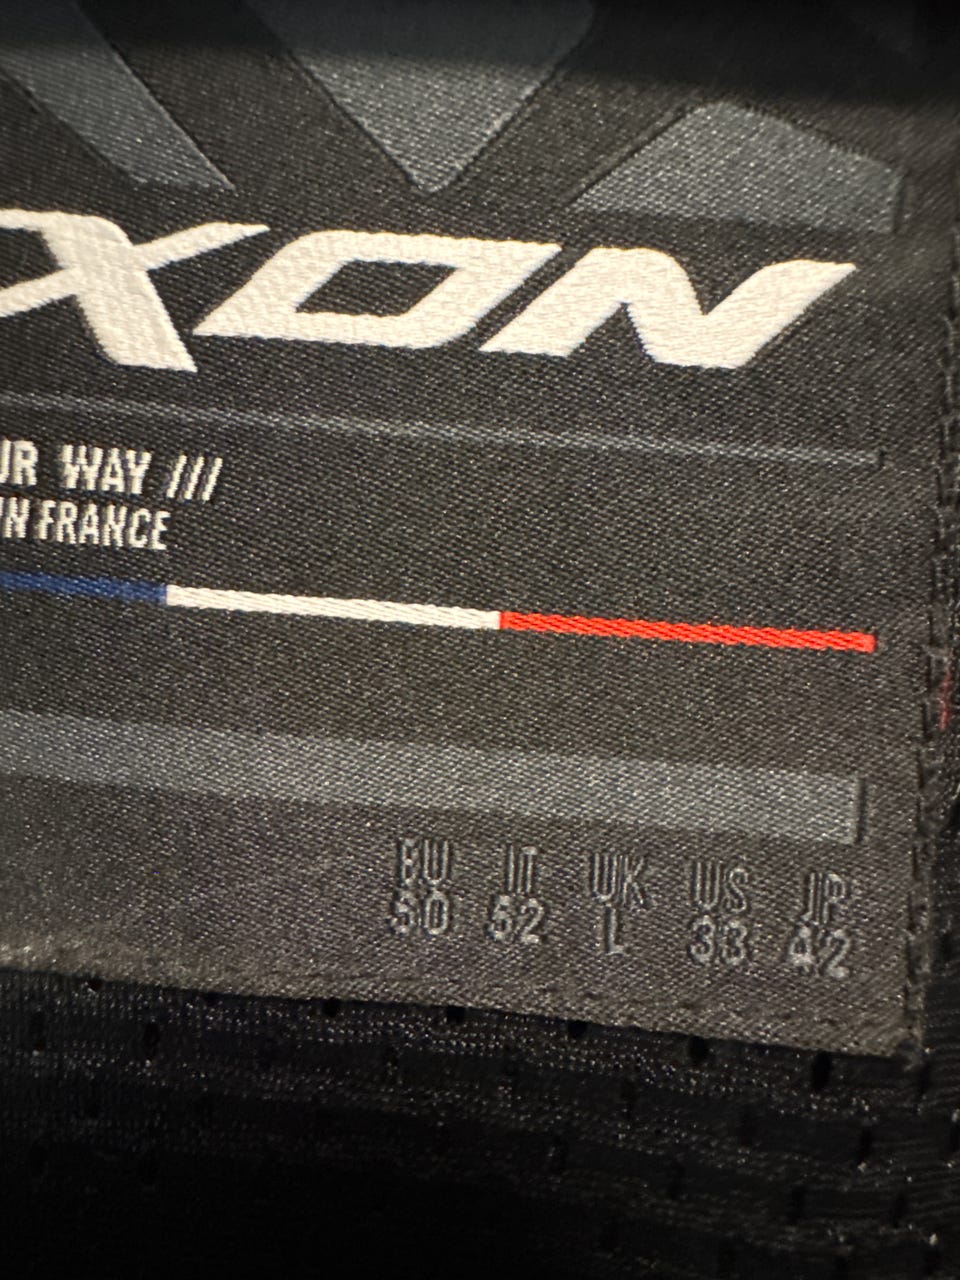 XON
UR WAY ///
IN FRANCE
EU IT UK US JP
50 52 L 33 42